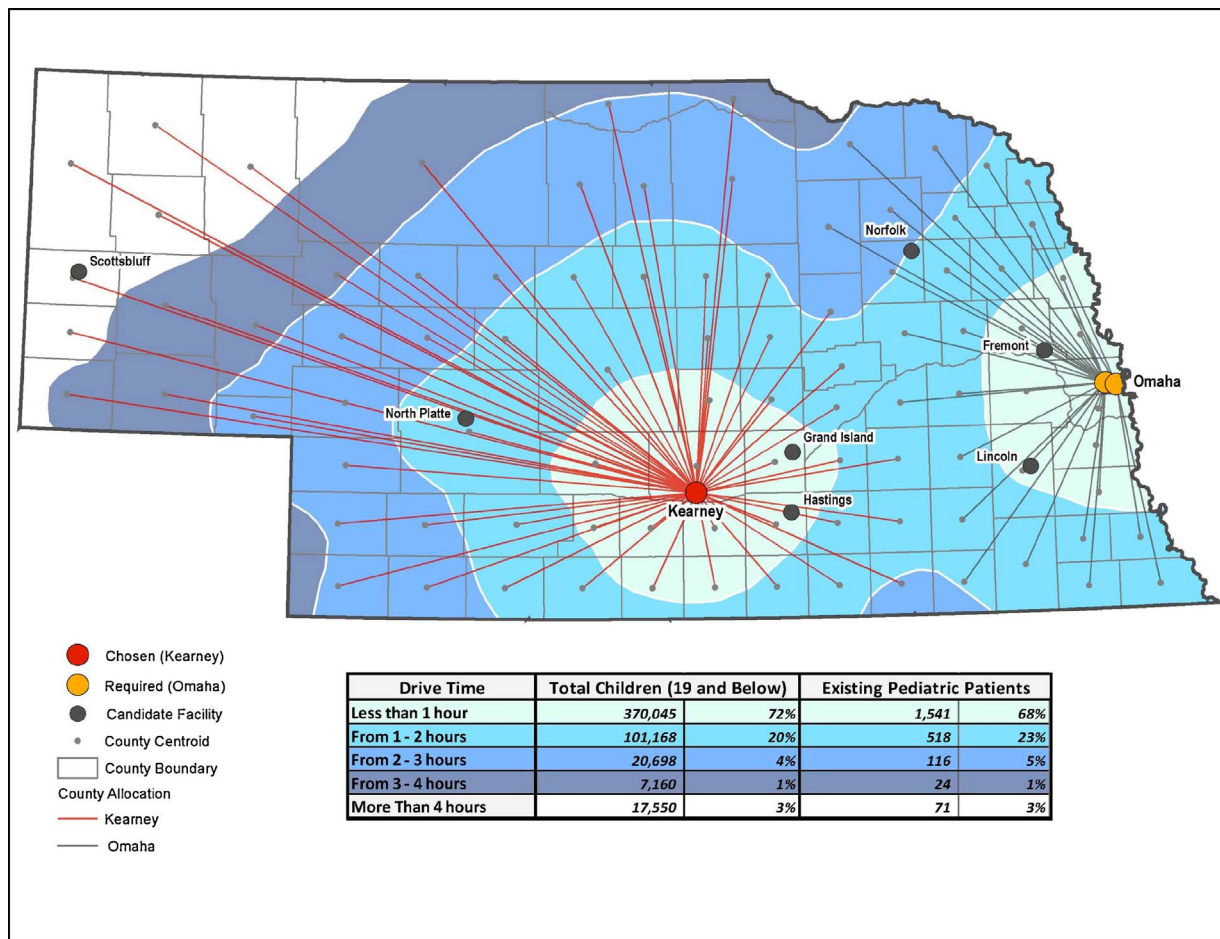 Scottsbluff
Norfolk
Fremont
Omaha
North Platte
Grand Island
Lincoln
Hastings
Kearney
Chosen (Kearney)
Required (Omaha)
Candidate Facility
County Centroid
County Boundary
County Allocation
Kearney
Omaha
Drive Time Total Children (19 and Below) Existing Pediatric Patients
Less than 1 hour 370,045 72% 1,541 68%
From 1 - 2 hours 101,168 20% 518 23%
From 2 - 3 hours 20,698 4% 116 5%
From 3 - 4 hours 7,160 1% 24 1%
More Than 4 hours 17,550 3% 71 3%